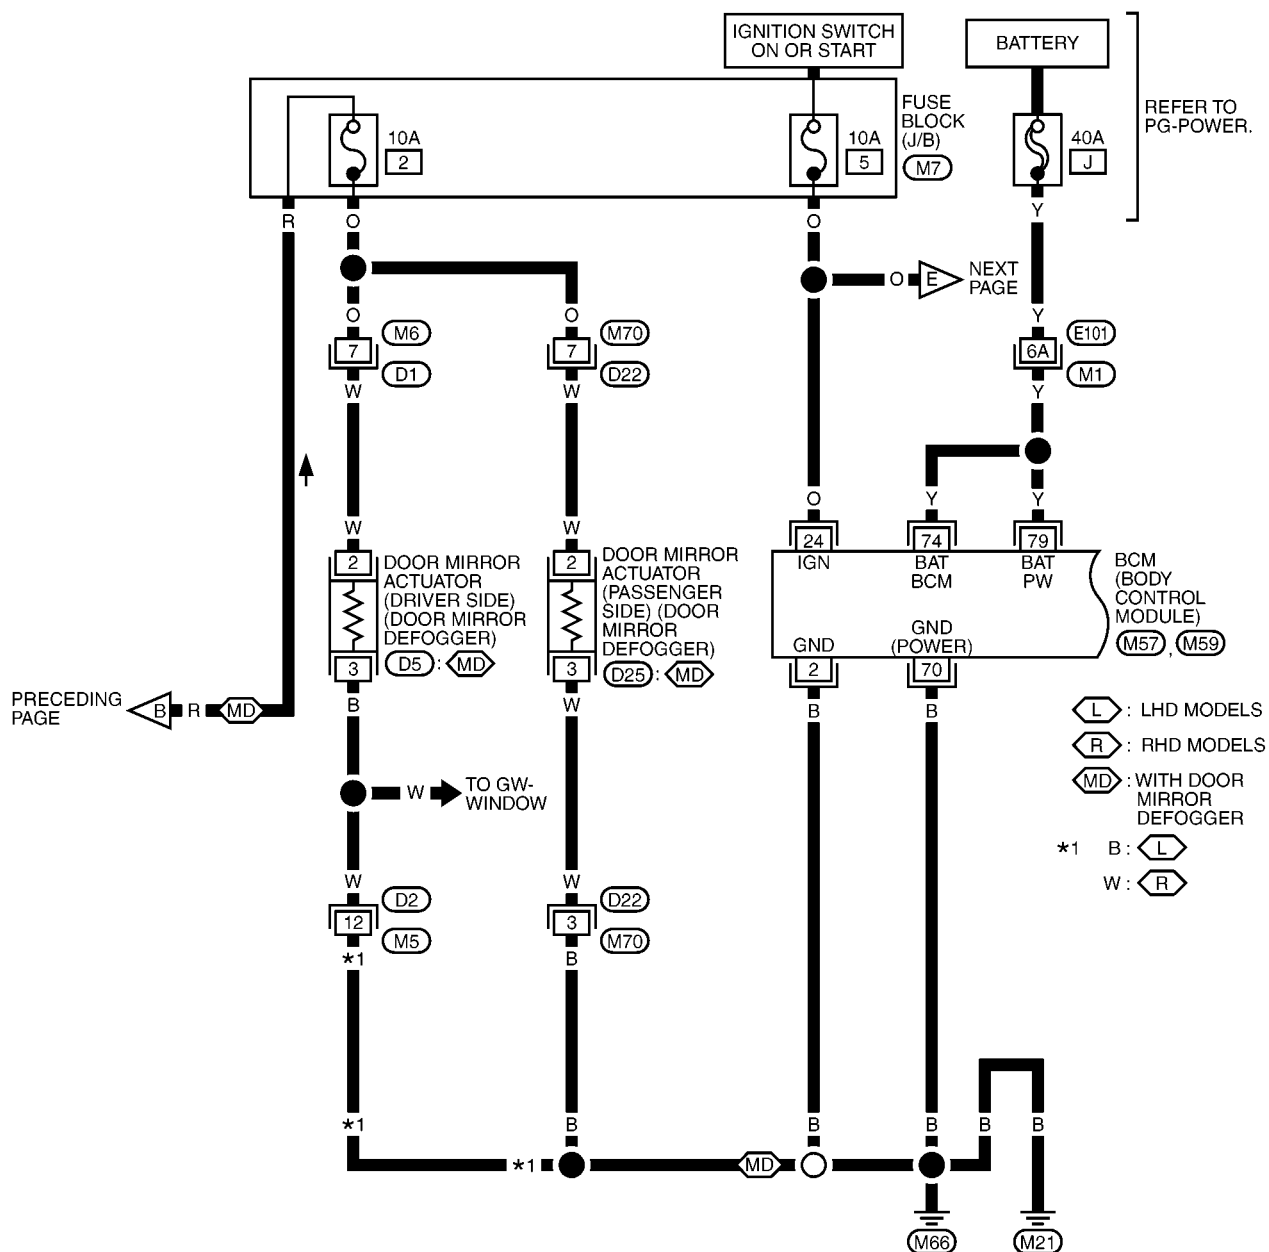 IGNITION SWITCH
ON OR START
BATTERY
REFER TO
PG-POWER.
FUSE
BLOCK
(J/B)
M7
10A
2
10A
5
40A
J
R
O
O
Y
O
E
NEXT
PAGE
O
O
Y
M6
7
D1
M70
7
D22
E101
6A
M1
W
W
Y
O
Y
Y
W
W
24
74
79
IGN
BAT
BCM
BAT
PW
BCM
(BODY
CONTROL
MODULE)
M57 , M59
2
DOOR MIRROR
ACTUATOR
(DRIVER SIDE)
(DOOR MIRROR
DEFOGGER)
D5 : MD
3
2
DOOR MIRROR
ACTUATOR
(PASSENGER
SIDE) (DOOR
MIRROR
DEFOGGER)
D25 : MD
3
GND
GND
(POWER)
2
70
PRECEDING
PAGE
B
R
MD
B
W
B
B
L : LHD MODELS
R : RHD MODELS
MD : WITH DOOR
MIRROR
DEFOGGER
*1 B : L
W : R
W
TO GW-
WINDOW
W
W
D2
12
M5
D22
3
M70
*1
B
*1
B
B
B
B
B
*1
MD
M66
M21